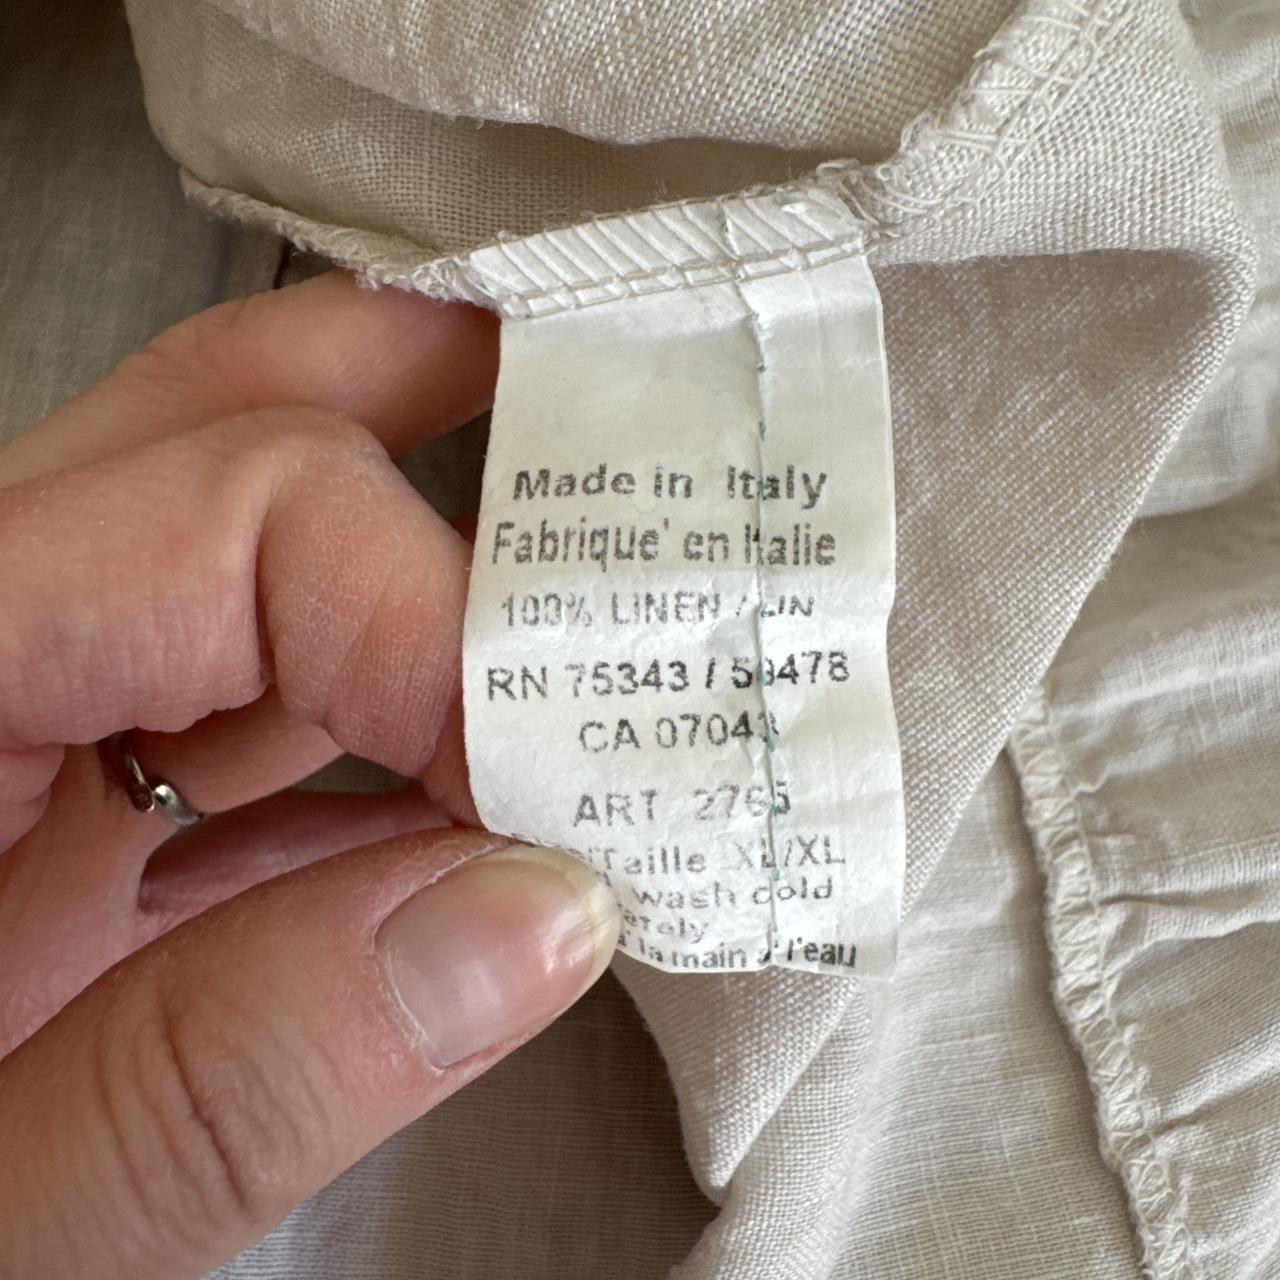 Made in Italy
Fabrique' en Italie
100% LINEN / LIN
RN 75343 / 58478
CA 07043
ART 2765
/Taille XL/XL
wash cold
la main a' l'eau